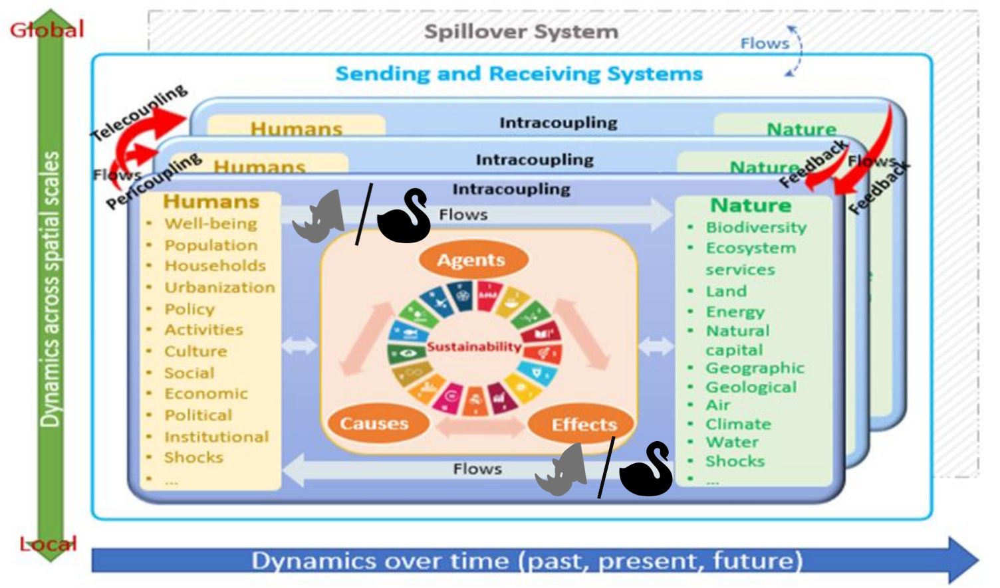 Global
Spillover System
Flows
Sending and Receiving Systems
Telecoupling
Humans
Intracoupling
Nature
Flows
Pericoupling
Humans
Intracoupling
Nature
Feedback
Flows
Feedback
Intracoupling
Humans
• Well-being
• Population
• Households
• Urbanization
• Policy
• Activities
• Culture
• Social
• Economic
• Political
• Institutional
• Shocks
• ...
Flows
Agents
Sustainability
Causes
Effects
Flows
Nature
• Biodiversity
• Ecosystem
services
• Land
• Energy
• Natural
capital
• Geographic
• Geological
• Air
• Climate
• Water
• Shocks
• ...
Dynamics across spatial scales
Local
Dynamics over time (past, present, future)